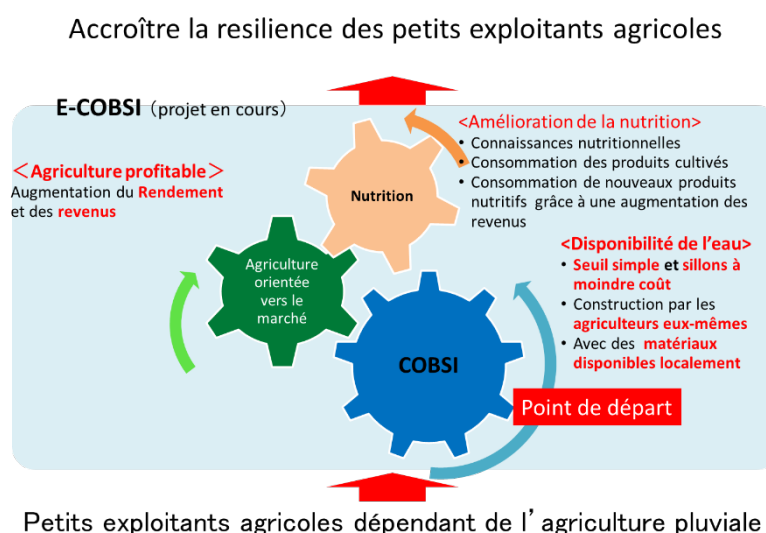 Accroître la resilience des petits exploitants agricoles
E-COBSI (projet en cours)
<Amélioration de la nutrition>
• Connaissances nutritionnelles
• Consommation des produits cultivés
• Consommation de nouveaux produits
nutritifs grâce à une augmentation des
revenus
＜Agriculture profitable＞
Augmentation du Rendement
et des revenus
Nutrition
Agriculture
orientée
vers le
marché
<Disponibilité de l’eau>
• Seuil simple et sillons à
moindre coût
• Construction par les
agriculteurs eux-mêmes
• Avec des matériaux
disponibles localement
COBSI
Point de départ
Petits exploitants agricoles dépendant de l’agriculture pluviale